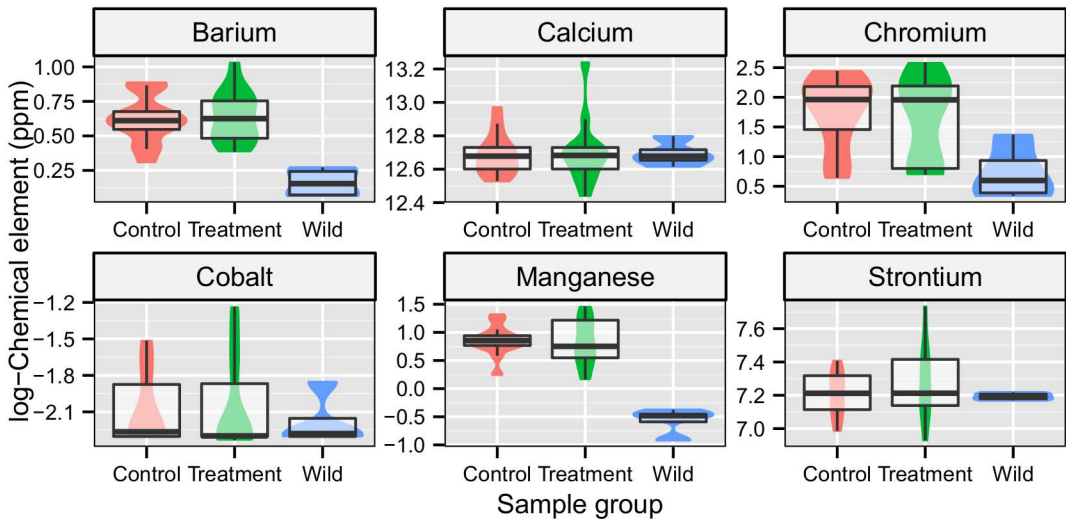 Barium
Calcium
Chromium
log−Chemical element (ppm)
1.00
0.75
0.50
0.25
13.2
13.0
12.8
12.6
12.4
2.5
2.0
1.5
1.0
0.5
Control Treatment Wild
Control Treatment Wild
Control Treatment Wild
Cobalt
Manganese
Strontium
−1.2
−1.5
−1.8
−2.1
1.5
1.0
0.5
0.0
−0.5
−1.0
7.6
7.4
7.2
7.0
Control Treatment Wild
Control Treatment Wild
Control Treatment Wild
Sample group